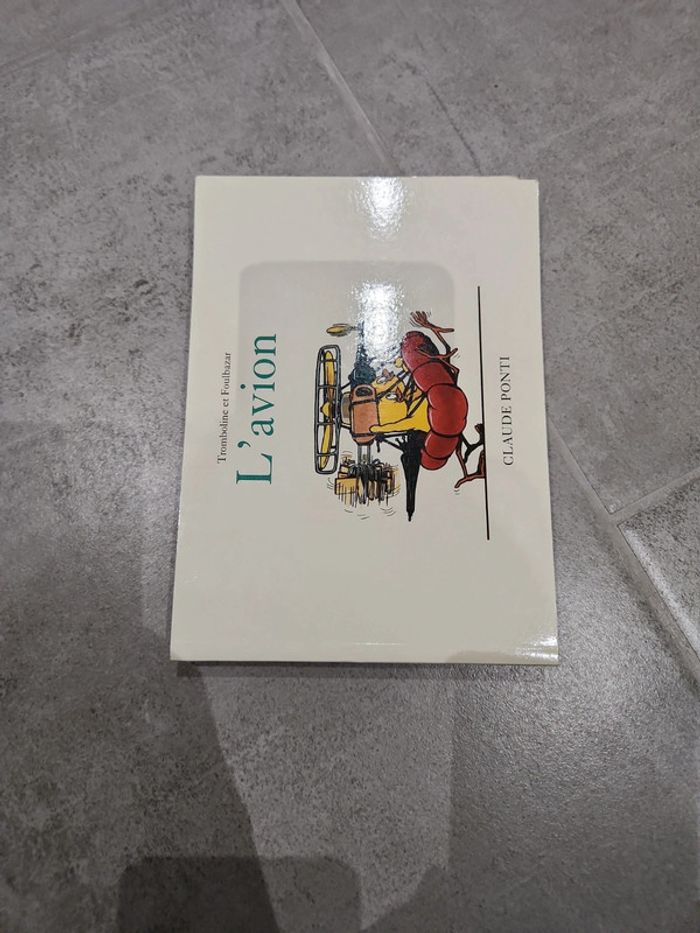 Tromboline et Foulbazar
L'avion
CLAUDE PONTI